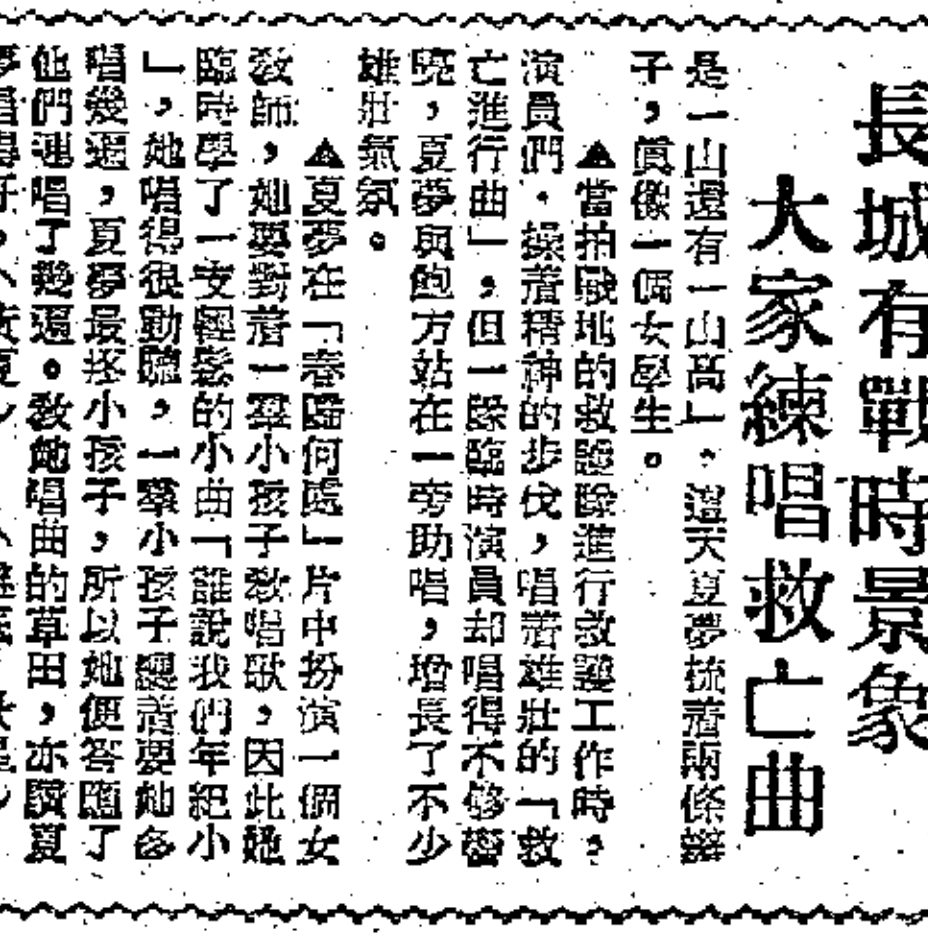 長城有戰時景象
大家練唱救亡曲
是一山還有一山高」。這天夏夢梳着兩條辮
子,眞像一個女學生。
▲當拍戰地的救護隊進行救護工作時,
演員們,操着精神的步伐,唱着雄壯的「救
亡進行曲」,但一羣臨時演員却唱得不夠響
亮,夏夢與鮑方站在一旁助唱,增長了不少
雄壯氣氛。
▲夏夢在「春歸何處」片中扮演一個女
教師,她要對着一羣小孩子教唱歌,因此她
臨時學了一支輕鬆的小曲「誰說我們年紀小
」,她唱得很動聽,一羣小孩子纏着要她多
唱幾遍,夏夢最疼小孩子,所以她便答應了
他們連唱了幾遍。教她唱曲的草田,亦讚夏
夢唱得好,